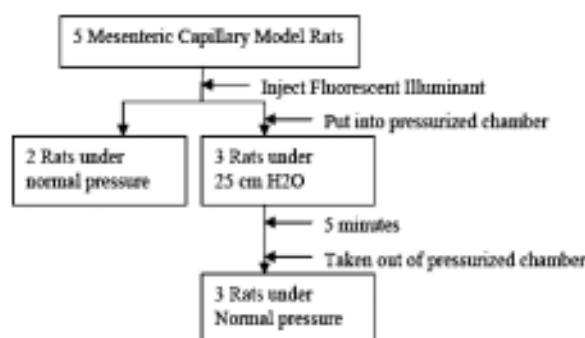 5 Mesenteric Capillary Model Rats
Inject Fluorescent Illuminant
Put into pressurized chamber
2 Rats under
normal pressure
3 Rats under
25 cm H2O
5 minutes
Taken out of pressurized chamber
3 Rats under
Normal pressure